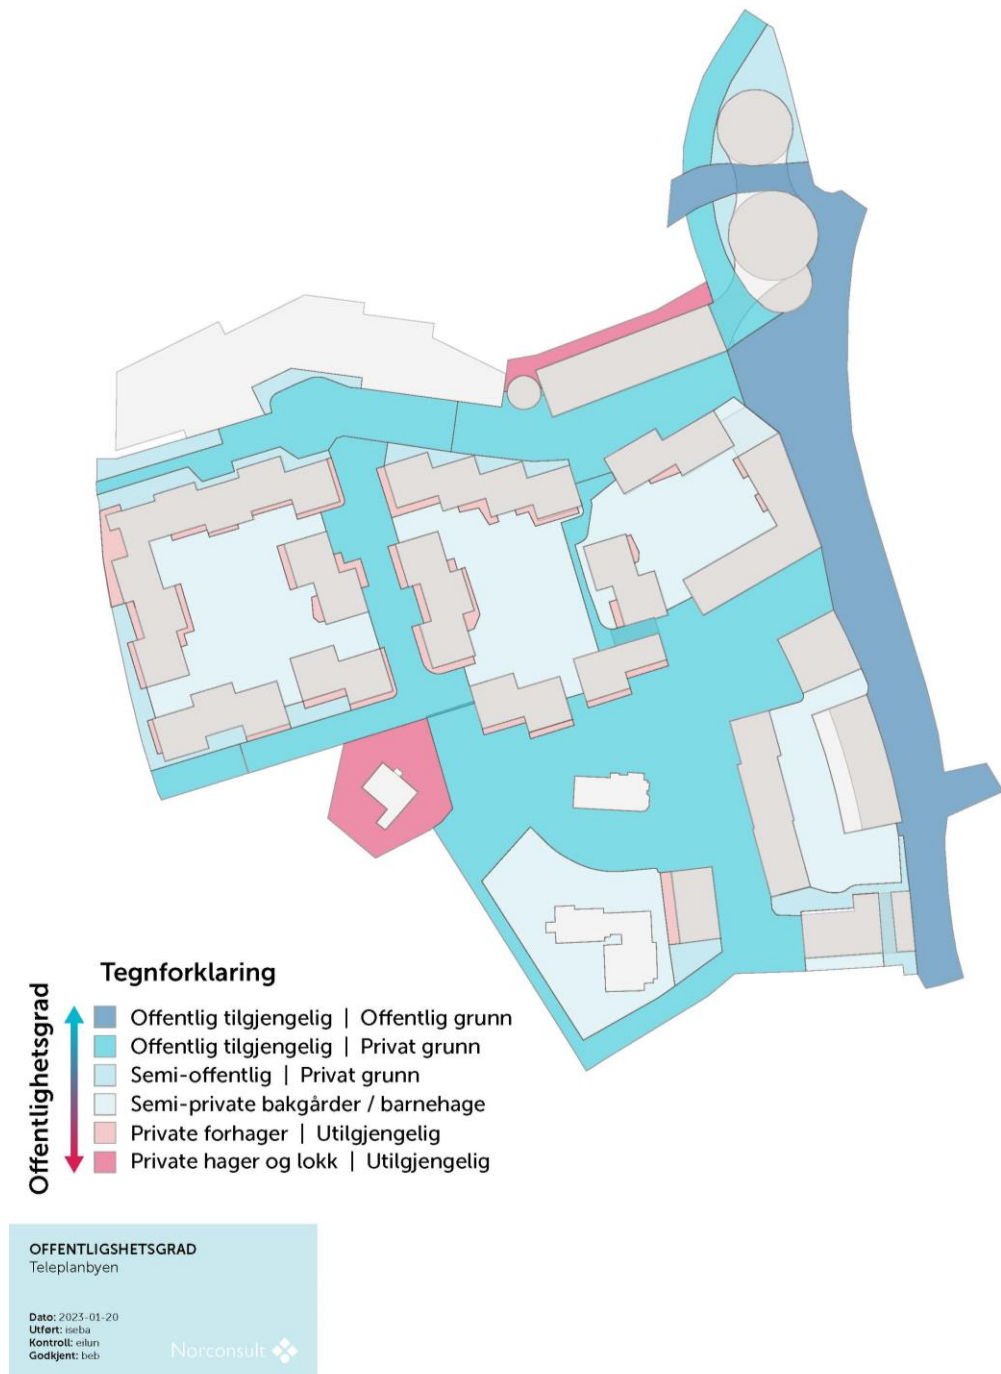 Tegnforklaring
Offentlighetsgrad
Offentlig tilgjengelig | Offentlig grunn
Offentlig tilgjengelig | Privat grunn
Semi-offentlig | Privat grunn
Semi-private bakgårder / barnehage
Private forhager | Utilgjengelig
Private hager og lokk | Utilgjengelig
OFFENTLIGSHETSGRAD
Teleplanbyen
Dato: 2023-01-20
Utført: iseba
Kontroll: eilun
Godkjent: beb
Norconsult